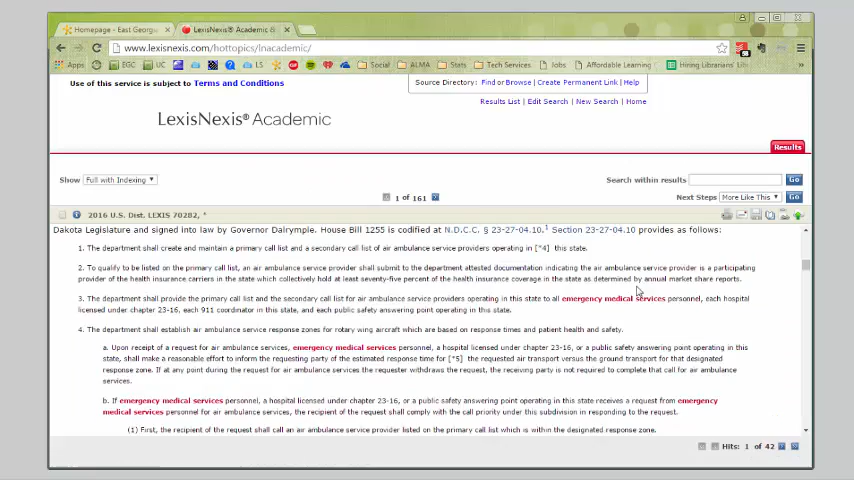 Homepage - East Georg
LexisNexis® Academic &
www.lexisnexis.com/hottopics/lnacademic/
Apps EGC UC LS Social ALMA Stats Tech Services Jobs Affordable Learning Hiring Librarians'
Use of this service is subject to Terms and Conditions
Source Directory: Find or Browse | Create Permanent Link | Help
Results List | Edit Search | New Search | Home
LexisNexis® Academic
Results
Show Full with Indexing
Search within results Go
1 of 161
Next Steps More Like This Go
2016 U.S. Dist. LEXIS 70282, *
Dakota Legislature and signed into law by Governor Dalrymple. House Bill 1255 is codified at N.D.C.C. § 23-27-04.10.1 Section 23-27-04.10 provides as follows:
1. The department shall create and maintain a primary call list and a secondary call list of air ambulance service providers operating in [*4] this state.
2. To qualify to be listed on the primary call list, an air ambulance service provider shall submit to the department attested documentation indicating the air ambulance service provider is a participating
provider of the health insurance carriers in the state which collectively hold at least seventy-five percent of the health insurance coverage in the state as determined by annual market share reports.
3. The department shall provide the primary call list and the secondary call list for air ambulance service providers operating in this state to all emergency medical services personnel, each hospital
licensed under chapter 23-16, each 911 coordinator in this state, and each public safety answering point operating in this state.
4. The department shall establish air ambulance service response zones for rotary wing aircraft which are based on response times and patient health and safety.
a. Upon receipt of a request for air ambulance services, emergency medical services personnel, a hospital licensed under chapter 23-16, or a public safety answering point operating in this
state, shall make a reasonable effort to inform the requesting party of the estimated response time for [*5] the requested air transport versus the ground transport for that designated
response zone. If at any point during the request for air ambulance services the requester withdraws the request, the receiving party is not required to complete that call for air ambulance
services.
b. If emergency medical services personnel, a hospital licensed under chapter 23-16, or a public safety answering point operating in this state receives a request from emergency
medical services personnel for air ambulance services, the recipient of the request shall comply with the call priority under this subdivision in responding to the request.
(1) First, the recipient of the request shall call an air ambulance service provider listed on the primary call list which is within the designated response zone.
Hits: 1 of 42